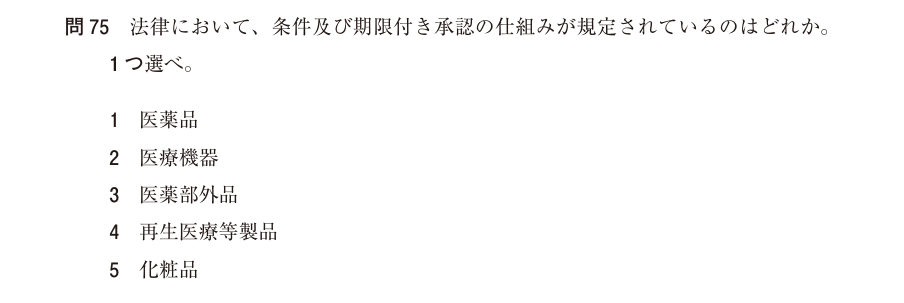 問 75　法律において、条件及び期限付き承認の仕組みが規定されているのはどれか。
1 つ選べ。
1　医薬品
2　医療機器
3　医薬部外品
4　再生医療等製品
5　化粧品